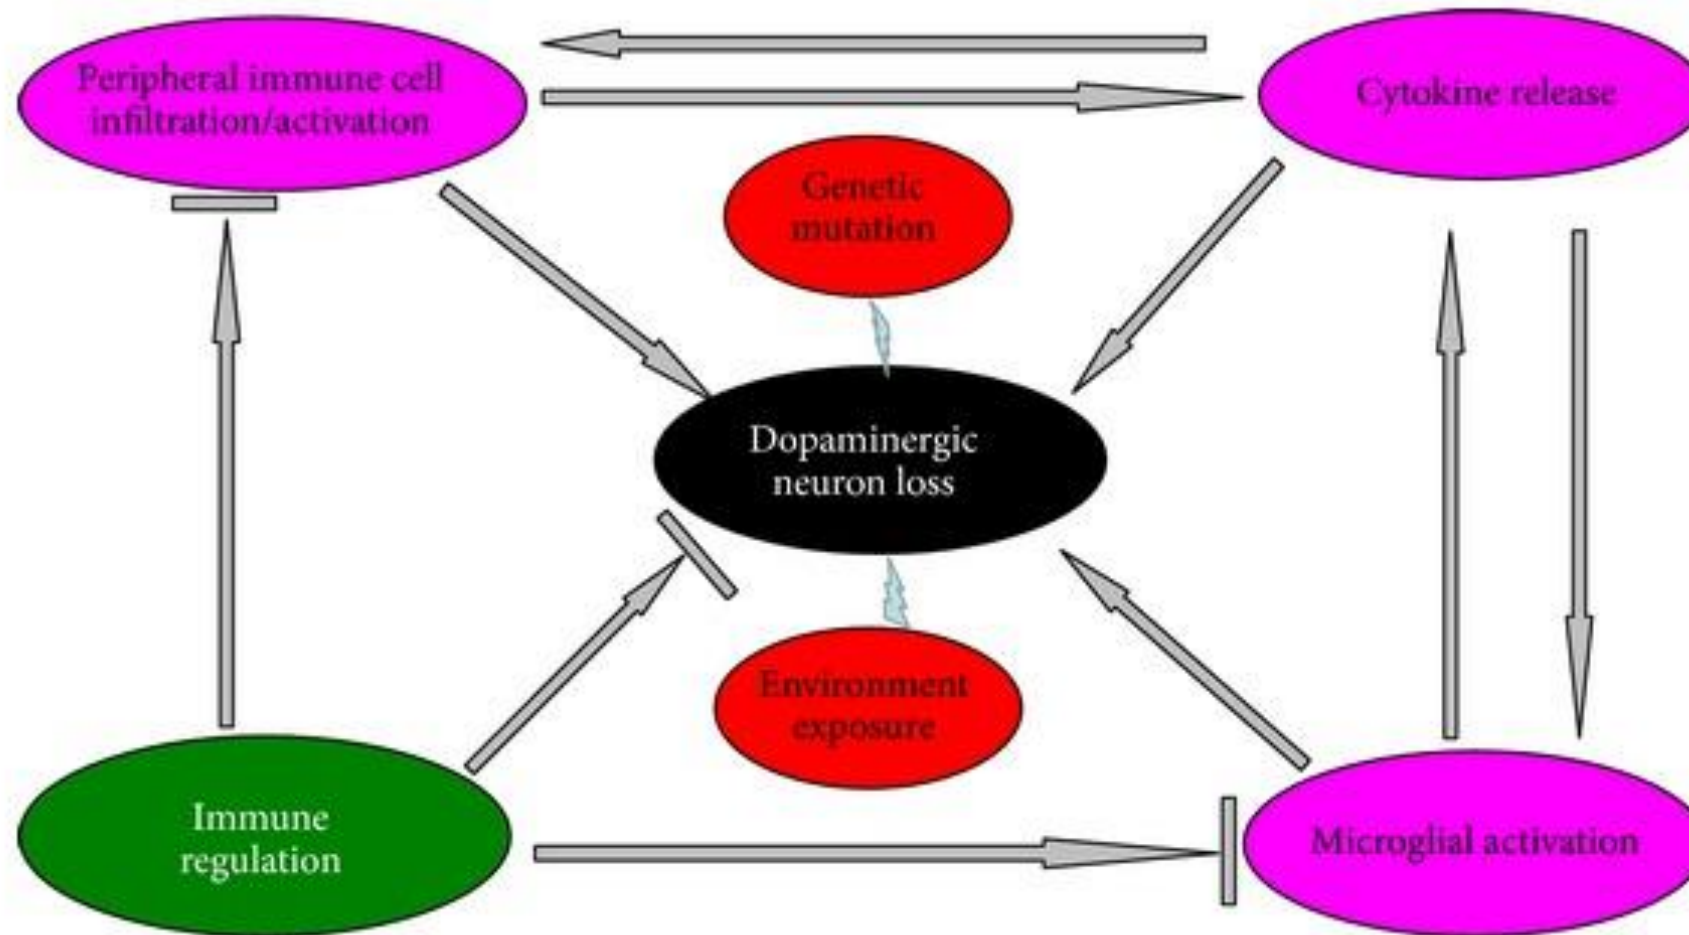 Peripheral immune cell
infiltration/activation
Cytokine release
Genetic
mutation
Dopaminergic
neuron loss
Environment
exposure
Immune
regulation
Microglial activation